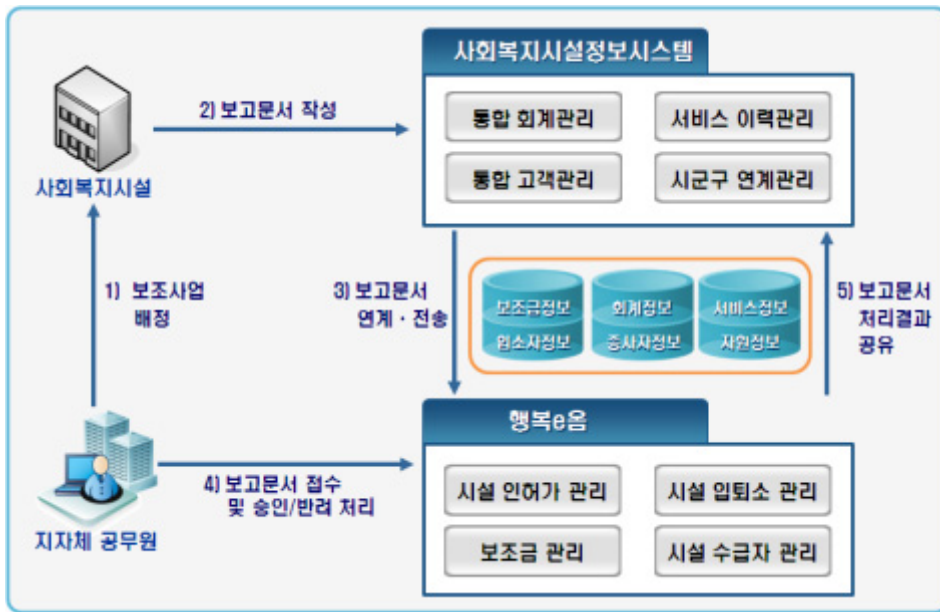 사회복지시설정보시스템
통합 회계관리
서비스 이력관리
통합 고객관리
시군구 연계관리
2) 보고문서 작성
사회복지시설
1) 보조사업
배정
3) 보고문서
연계·전송
보조금정보
회계정보
서비스정보
입소자정보
종사자정보
자원정보
5) 보고문서
처리결과
공유
행복e음
시설 인허가 관리
시설 입퇴소 관리
보조금 관리
시설 수급자 관리
4) 보고문서 접수
및 승인/반려 처리
지자체 공무원